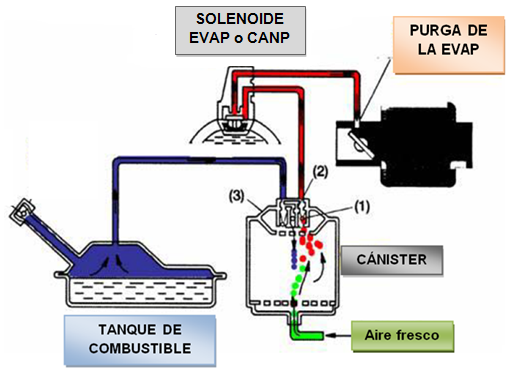 SOLENOIDE
EVAP o CANP
PURGA DE
LA EVAP
(2)
(3)
(1)
CÁNISTER
TANQUE DE
COMBUSTIBLE
Aire fresco